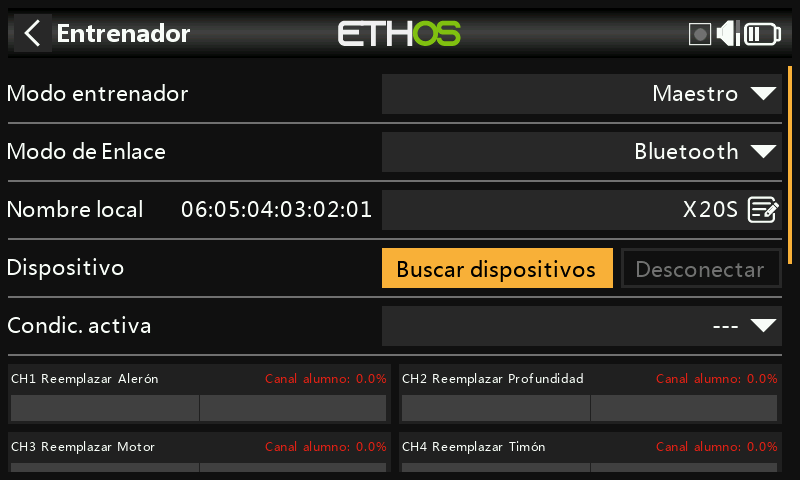 Entrenador ETHOS
Modo entrenador Maestro
Modo de Enlace Bluetooth
Nombre local 06:05:04:03:02:01 X20S
Dispositivo Buscar dispositivos Desconectar
Condic. activa ---
CH1 Reemplazar Alerón Canal alumno: 0.0% CH2 Reemplazar Profundidad Canal alumno: 0.0%
CH3 Reemplazar Motor Canal alumno: 0.0% CH4 Reemplazar Timón Canal alumno: 0.0%